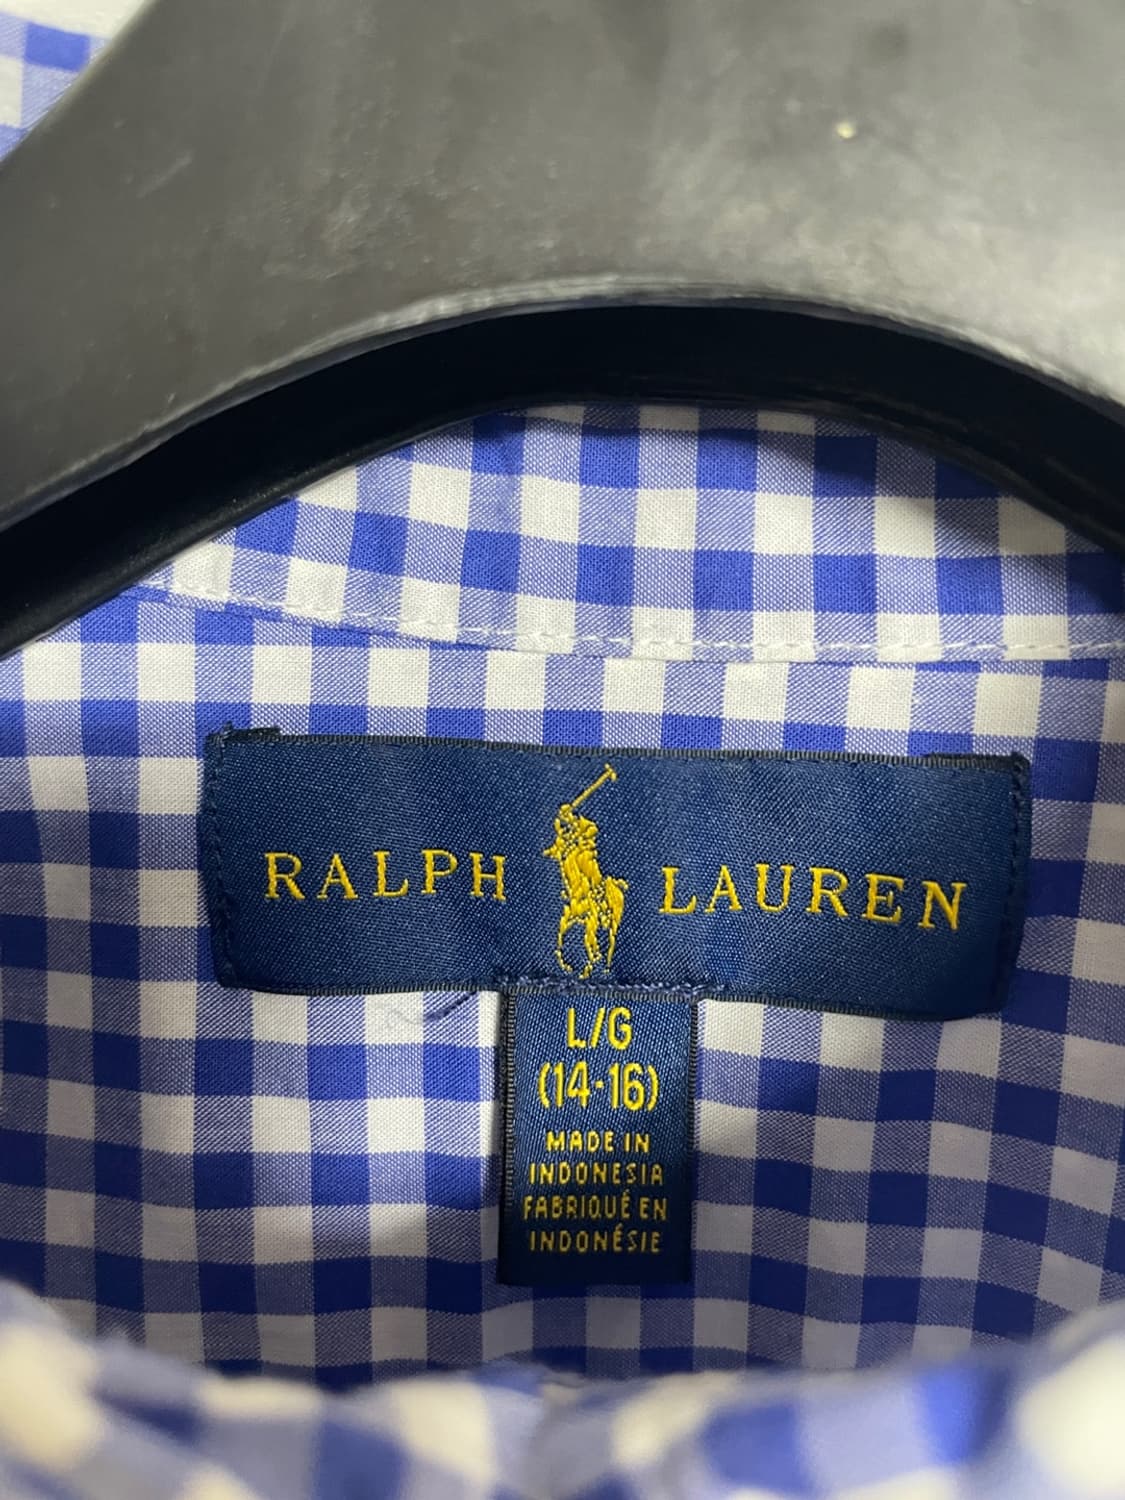 RALPH LAUREN
L/G
(14-16)
MADE IN
INDONESIA
FABRIQUÉ EN
INDONÉSIE